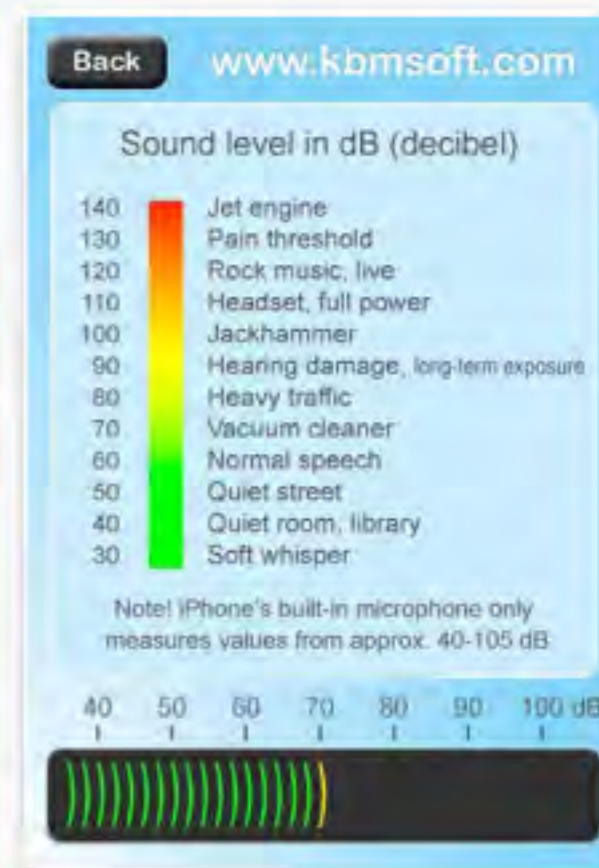 Back www.kbmsoft.com
Sound level in dB (decibel)
140 Jet engine
130 Pain threshold
120 Rock music, live
110 Headset, full power
100 Jackhammer
90 Hearing damage, long-term exposure
80 Heavy traffic
70 Vacuum cleaner
60 Normal speech
50 Quiet street
40 Quiet room, library
30 Soft whisper
Note! iPhone's built-in microphone only
measures values from approx. 40-105 dB
40 50 60 70 80 90 100 dB